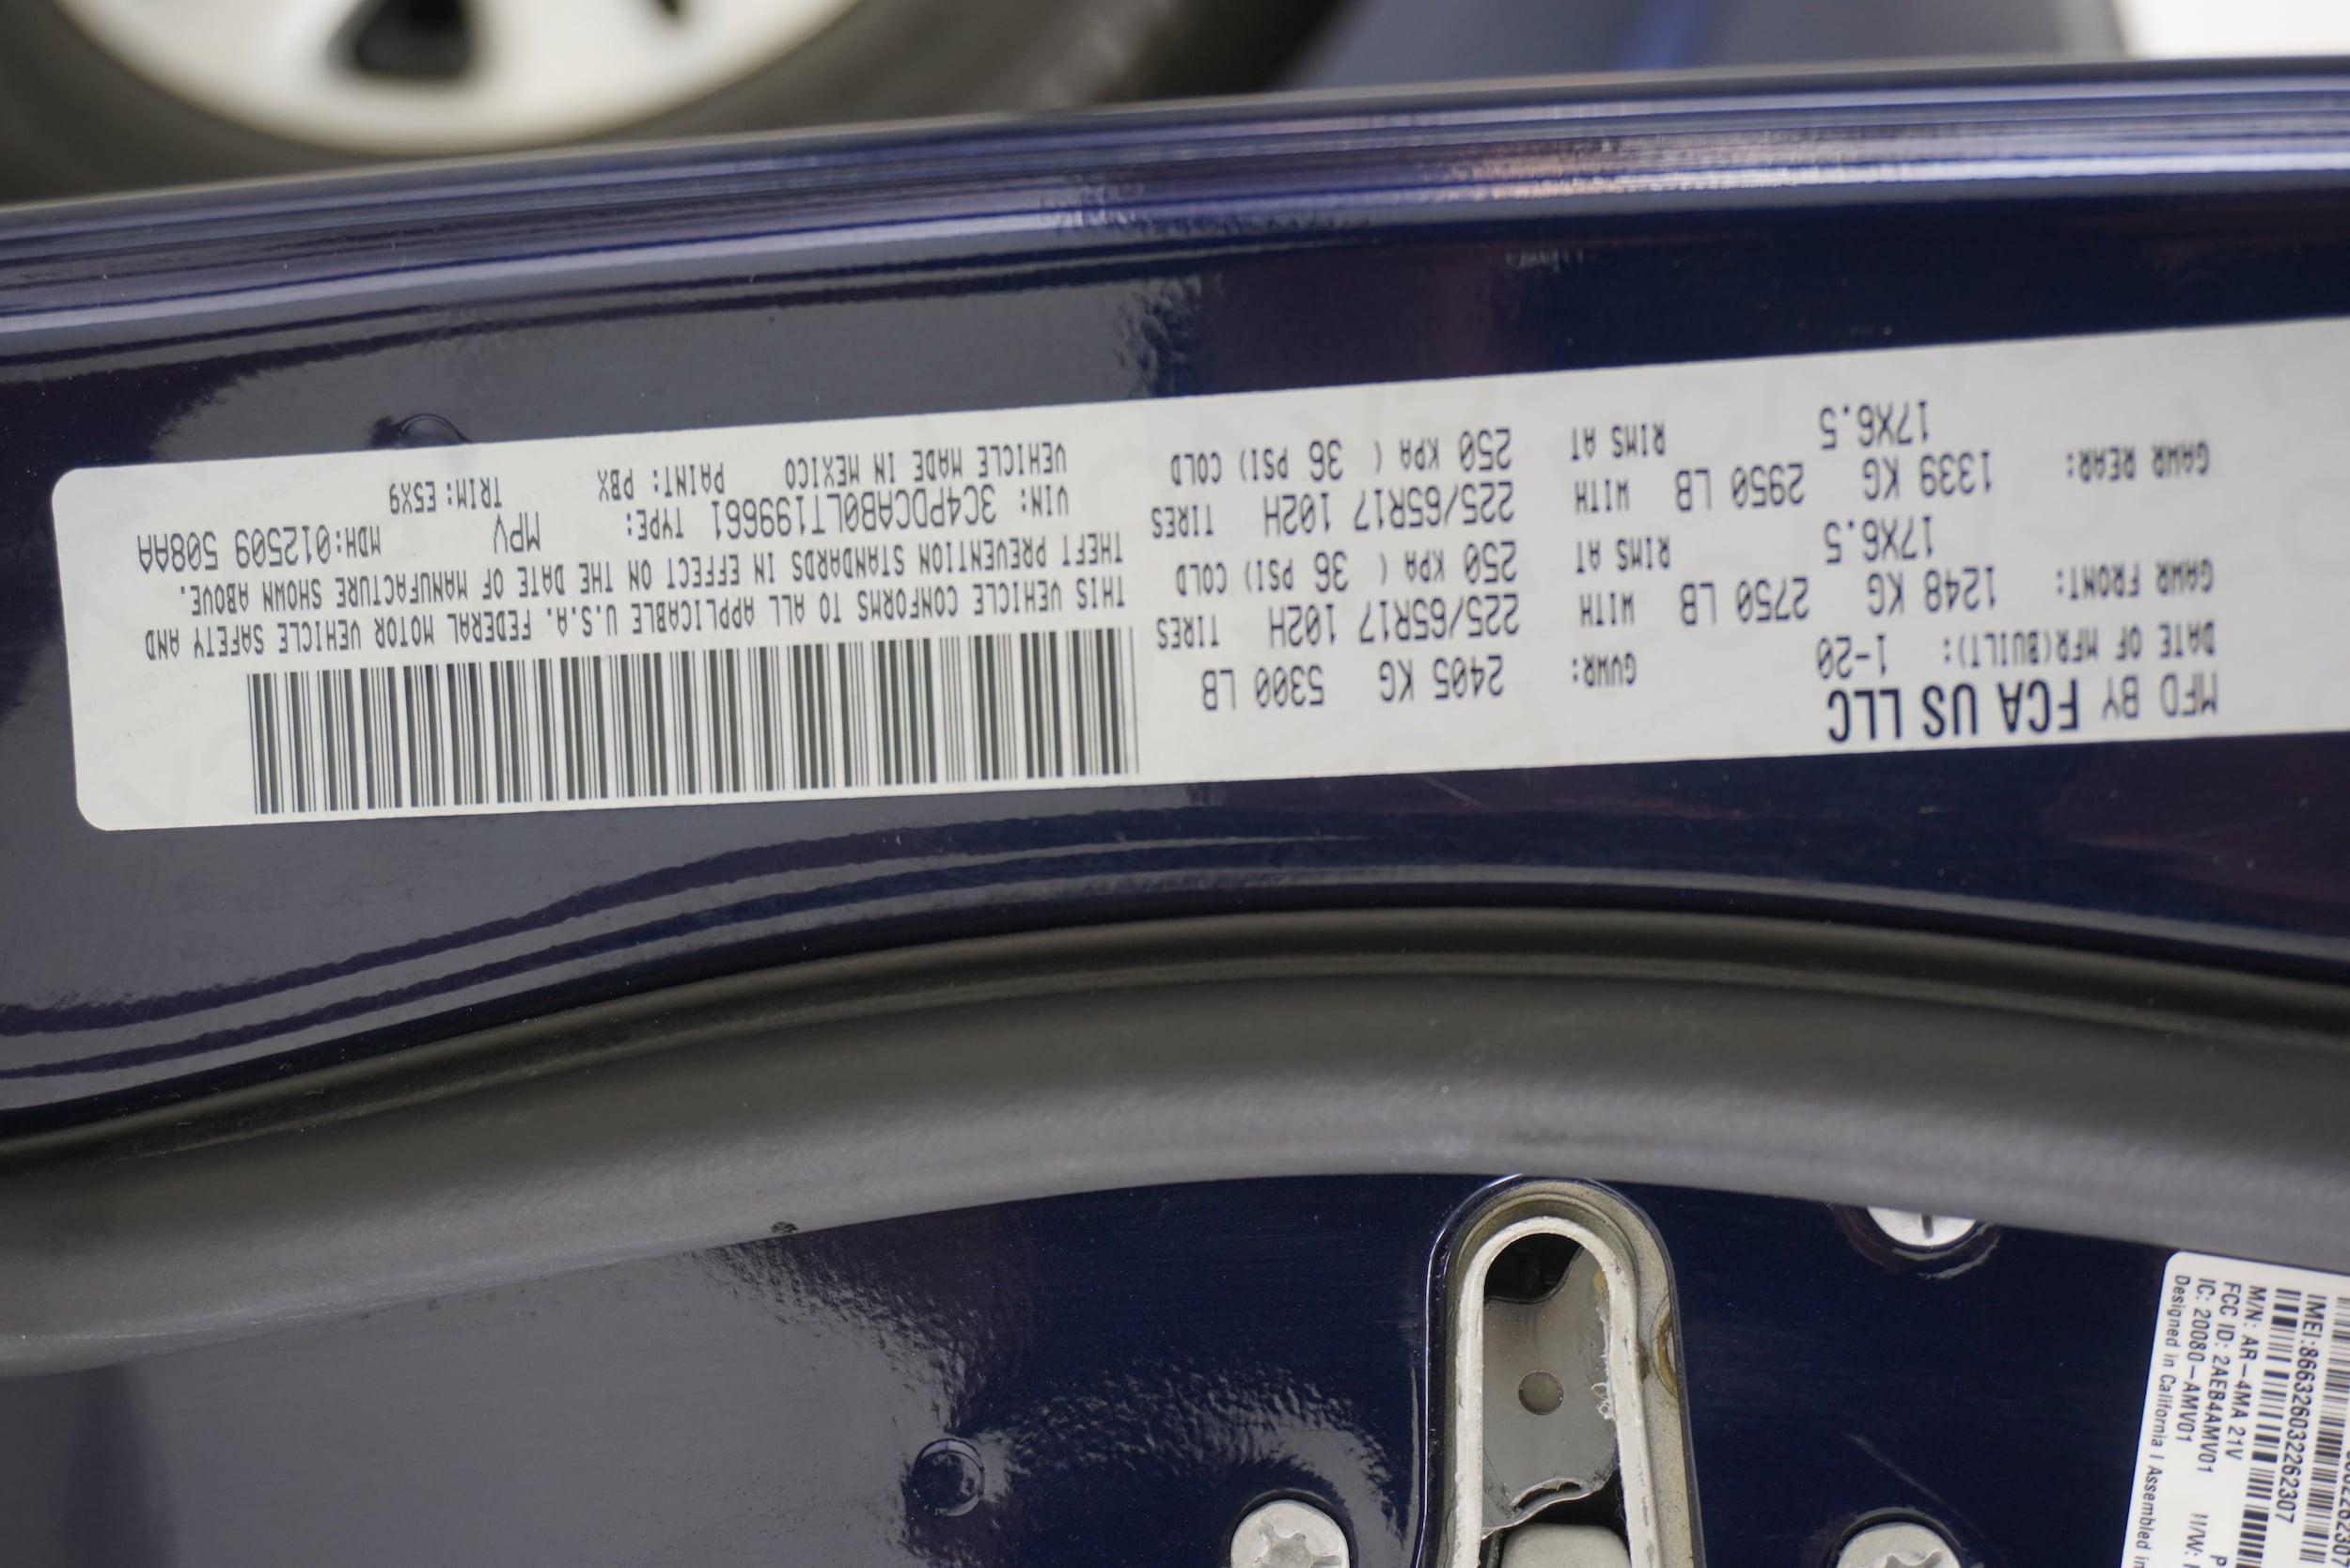 MFD BY FCA US LLC
DATE OF MFR(BUILT): 1-20 GVWR: 2405 KG 5300 LB
GAWR FRONT: 1248 KG 2750 LB WITH 225/65R17 102H TIRES
17X6.5 RIMS AT 250 KPA ( 36 PSI) COLD
GAWR REAR: 1339 KG 2950 LB WITH 225/65R17 102H TIRES
17X6.5 RIMS AT 250 KPA ( 36 PSI) COLD
THIS VEHICLE CONFORMS TO ALL APPLICABLE U.S.A. FEDERAL MOTOR VEHICLE SAFETY AND
THEFT PREVENTION STANDARDS IN EFFECT ON THE DATE OF MANUFACTURE SHOWN ABOVE.
VIN: 3C4PDCAB0LT199661 TYPE: MPV MDH:012509 508AA
VEHICLE MADE IN MEXICO PAINT: PBX TRIM: E5X9
IMEI:866326032262307
M/N: AR-4MA 21V
FCC ID: 2AEB4AMV01
IC: 20080-AMV01 H/W:
Designed in California | Assembled in